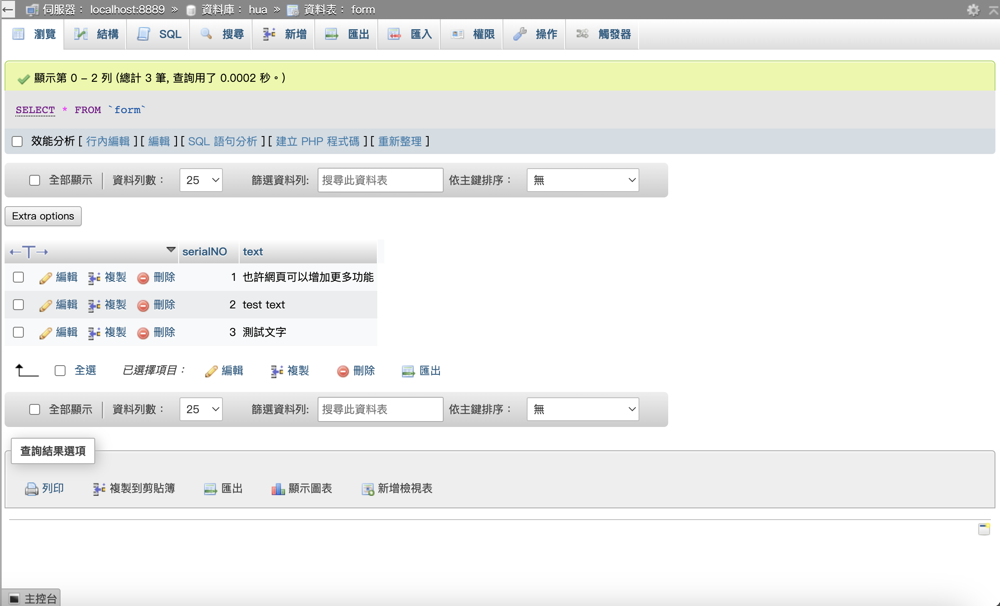 伺服器： localhost:8889 » 資料庫： hua » 資料表： form
瀏覽 結構 SQL 搜尋 新增 匯出 匯入 權限 操作 觸發器
顯示第 0 - 2 列 (總計 3 筆, 查詢用了 0.0002 秒。)
SELECT * FROM `form`
效能分析 [ 行內編輯 ] [ 編輯 ] [ SQL 語句分析 ] [ 建立 PHP 程式碼 ] [ 重新整理 ]
全部顯示 資料列數： 25 篩選資料列: 搜尋此資料表 依主鍵排序： 無
Extra options
←T→ serialNO text
編輯 複製 刪除 1 也許網頁可以增加更多功能
編輯 複製 刪除 2 test text
編輯 複製 刪除 3 測試文字
全選 已選擇項目： 編輯 複製 刪除 匯出
全部顯示 資料列數： 25 篩選資料列: 搜尋此資料表 依主鍵排序： 無
查詢結果選項
列印 複製到剪貼簿 匯出 顯示圖表 新增檢視表
主控台